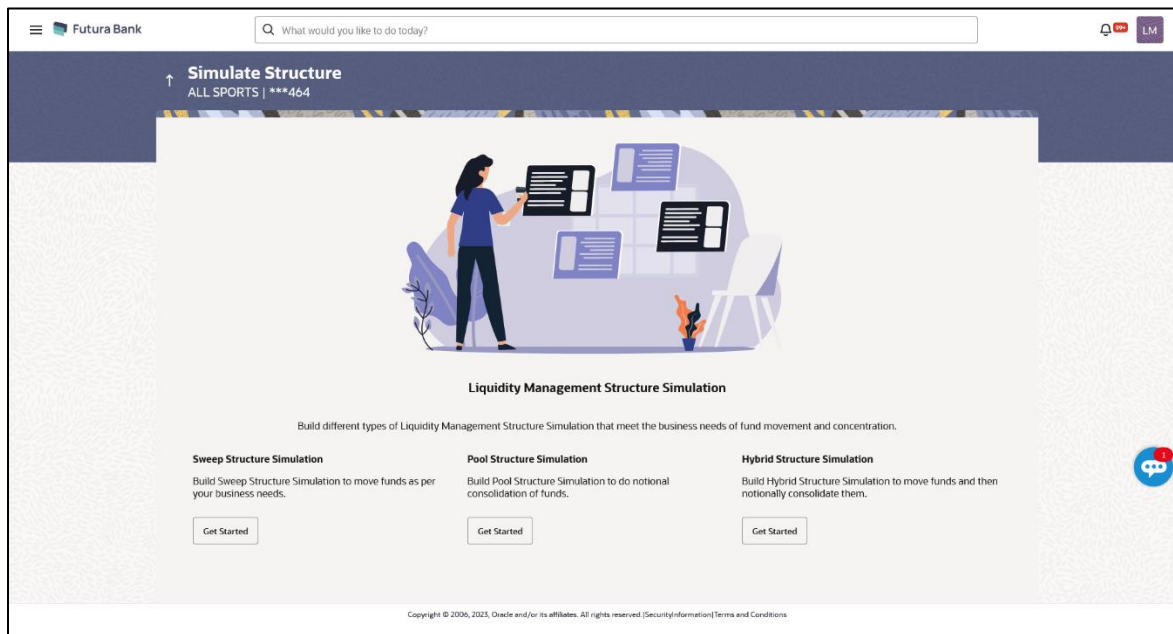 Futura Bank
What would you like to do today?
99+
LM
Simulate Structure
ALL SPORTS | ***464
Liquidity Management Structure Simulation
Build different types of Liquidity Management Structure Simulation that meet the business needs of fund movement and concentration.
Sweep Structure Simulation
Build Sweep Structure Simulation to move funds as per
your business needs.
Get Started
Pool Structure Simulation
Build Pool Structure Simulation to do notional
consolidation of funds.
Get Started
Hybrid Structure Simulation
Build Hybrid Structure Simulation to move funds and then
notionally consolidate them.
Get Started
1
Copyright © 2006, 2023, Oracle and/or its affiliates. All rights reserved.|SecurityInformation|Terms and Conditions